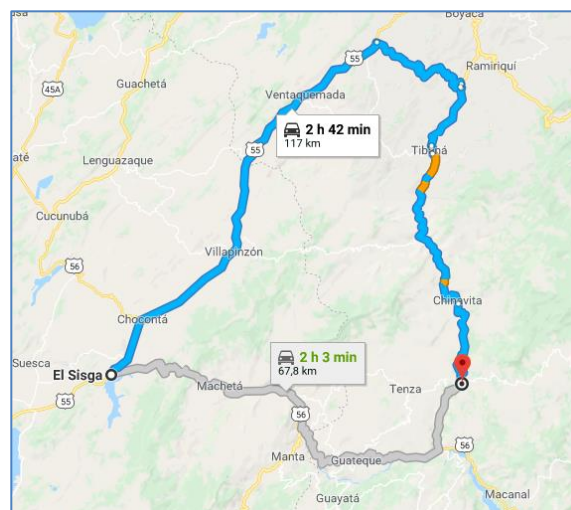 Boyacá
55
45A
Guachetá
Ramiriquí
Ventaquemada
2 h 42 min
117 km
Tibaná
até
55
Lenguazaque
Cucunubá
Villapinzón
56
Chinavita
Chocontá
Suesca
El Sisga
2 h 3 min
67,8 km
Machetá
Tenza
55
56
Manta
Guateque
56
Macanal
Guayatá